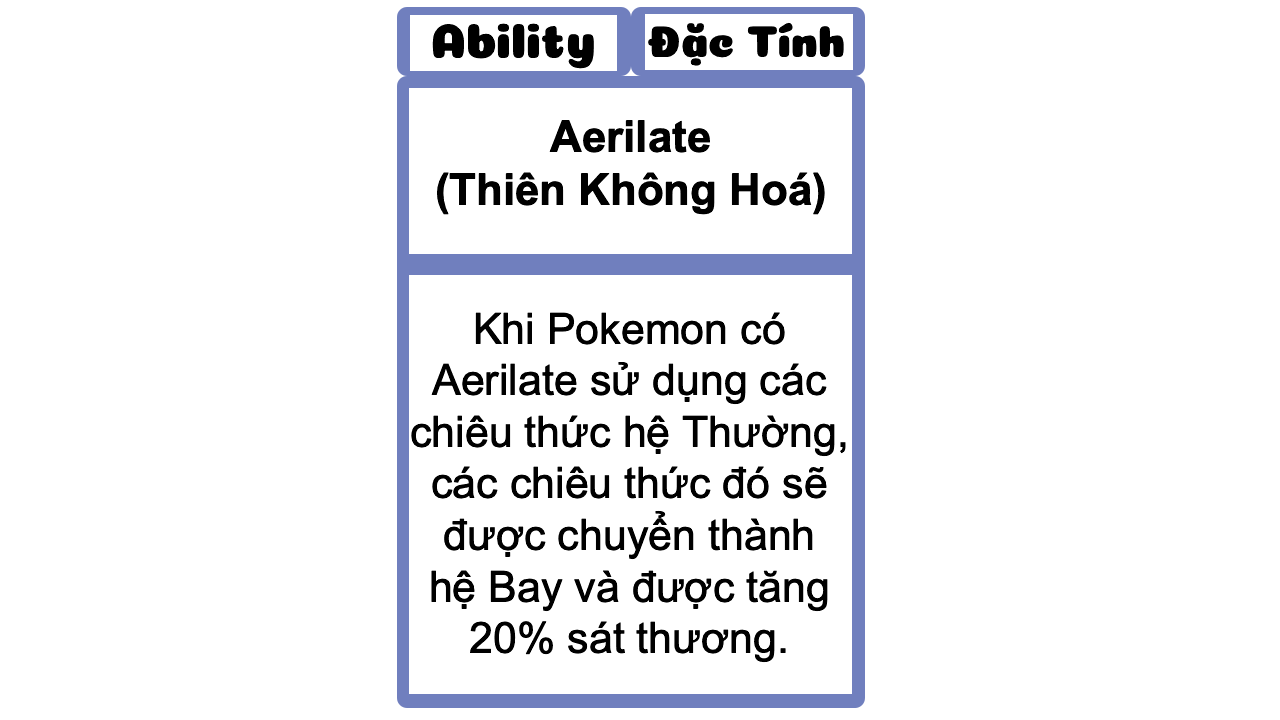 Ability
Đặc Tính
Aerilate
(Thiên Không Hoá)
Khi Pokemon có
Aerilate sử dụng các
chiêu thức hệ Thường,
các chiêu thức đó sẽ
được chuyển thành
hệ Bay và được tăng
20% sát thương.